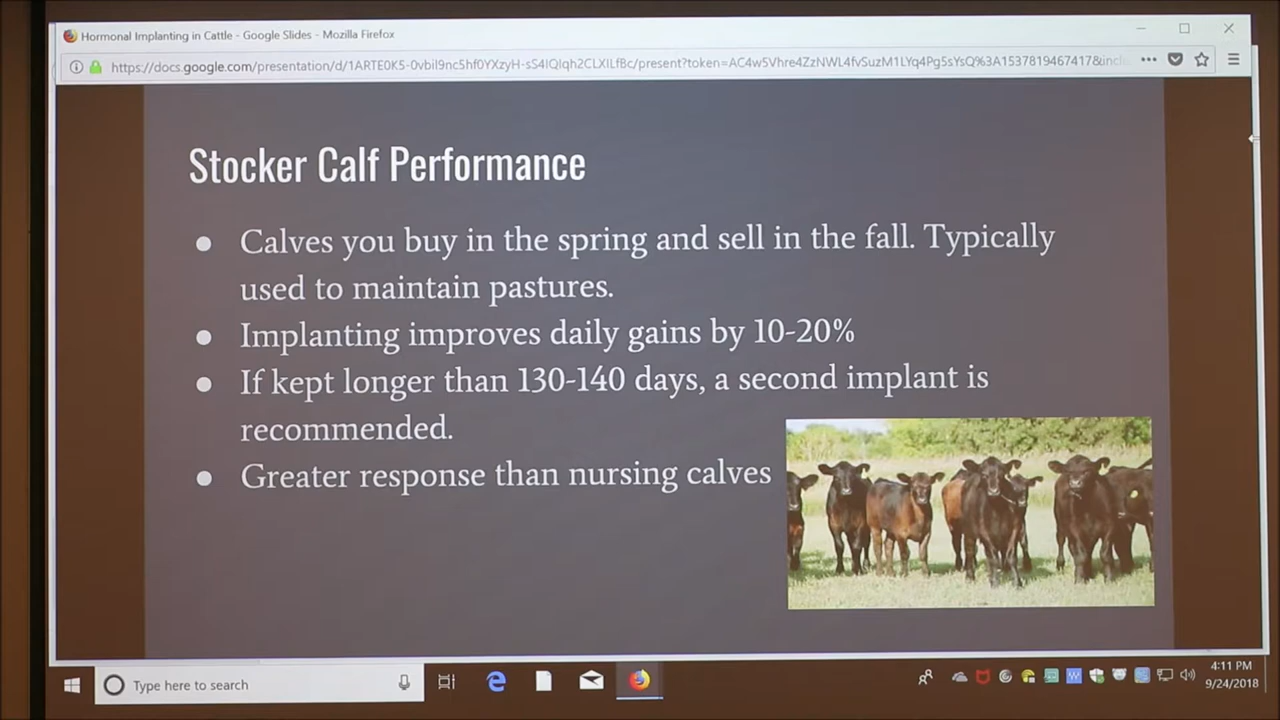 Hormonal Implanting in Cattle - Google Slides - Mozilla Firefox
Stocker Calf Performance
● Calves you buy in the spring and sell in the fall. Typically
used to maintain pastures.
● Implanting improves daily gains by 10-20%
● If kept longer than 130-140 days, a second implant is
recommended.
● Greater response than nursing calves
Type here to search
4:11 PM
9/24/2018